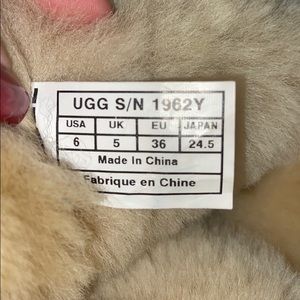 UGG S/N 1962Y
USA UK EU JAPAN
6 5 36 24.5
Made In China
Fabrique en Chine